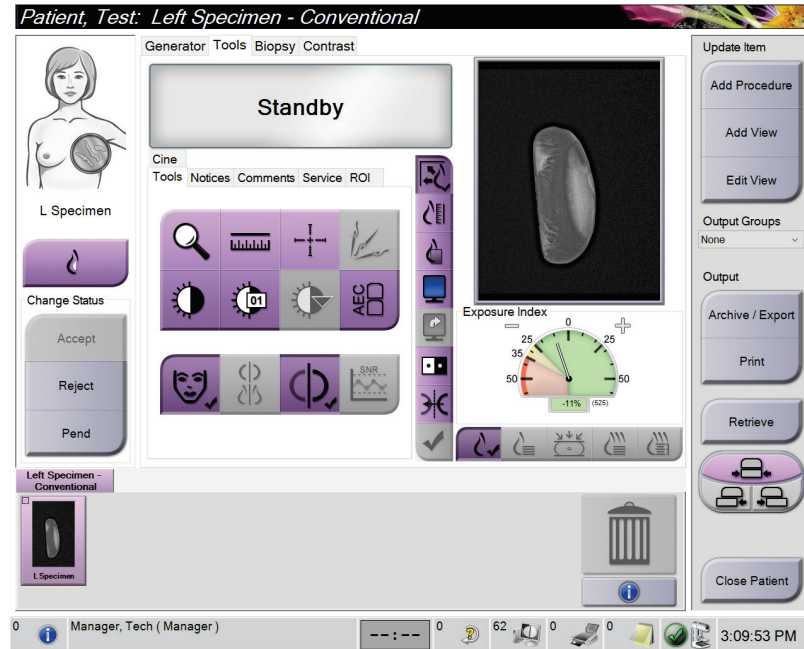 Patient, Test: Left Specimen - Conventional
Generator Tools Biopsy Contrast
Update Item
Standby
Add Procedure
Add View
Edit View
Cine
Tools Notices Comments Service ROI
L Specimen
Output Groups
None
01
AEC
Output
Change Status
Accept
Reject
Pend
Exposure Index
0
25 25
35
50 50
-11% (525)
SNR
Archive / Export
Print
Retrieve
Left Specimen -
Conventional
L Specimen
Close Patient
0 Manager, Tech ( Manager ) --:-- 0 62 0 0 3:09:53 PM